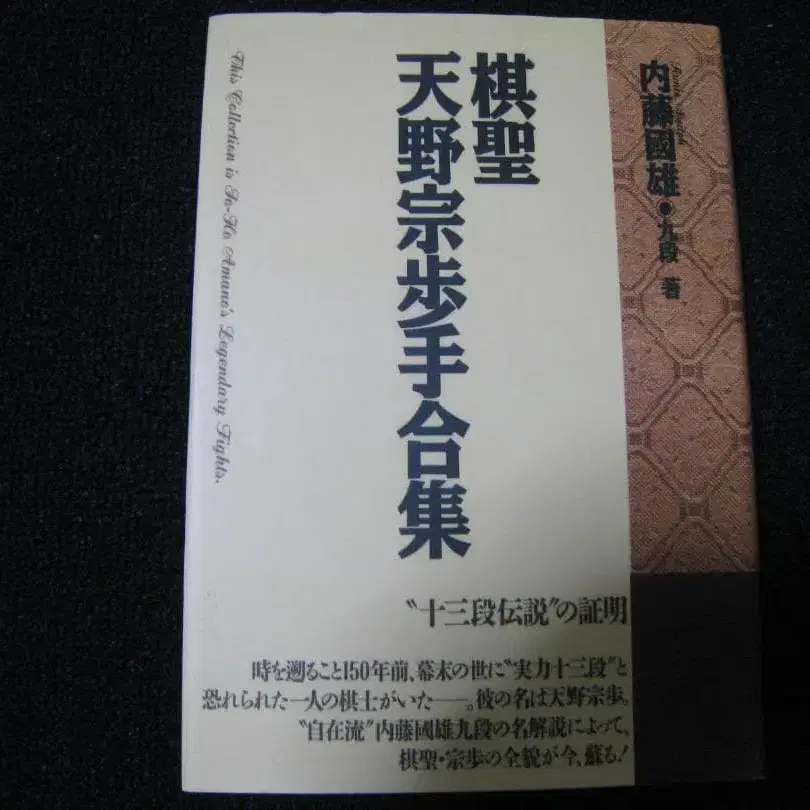 棋聖
天野宗歩手合集
内藤國雄●九段 著
This Collection is So-Ho Amano's Legendary Fights.
〝十三段伝説〟の証明
時を遡ること150年前、幕末の世に〝実力十三段〟と
恐れられた一人の棋士がいた──。彼の名は天野宗歩。
〝自在流〟内藤國雄九段の名解説によって、
棋聖・宗歩の全貌が今、蘇る!